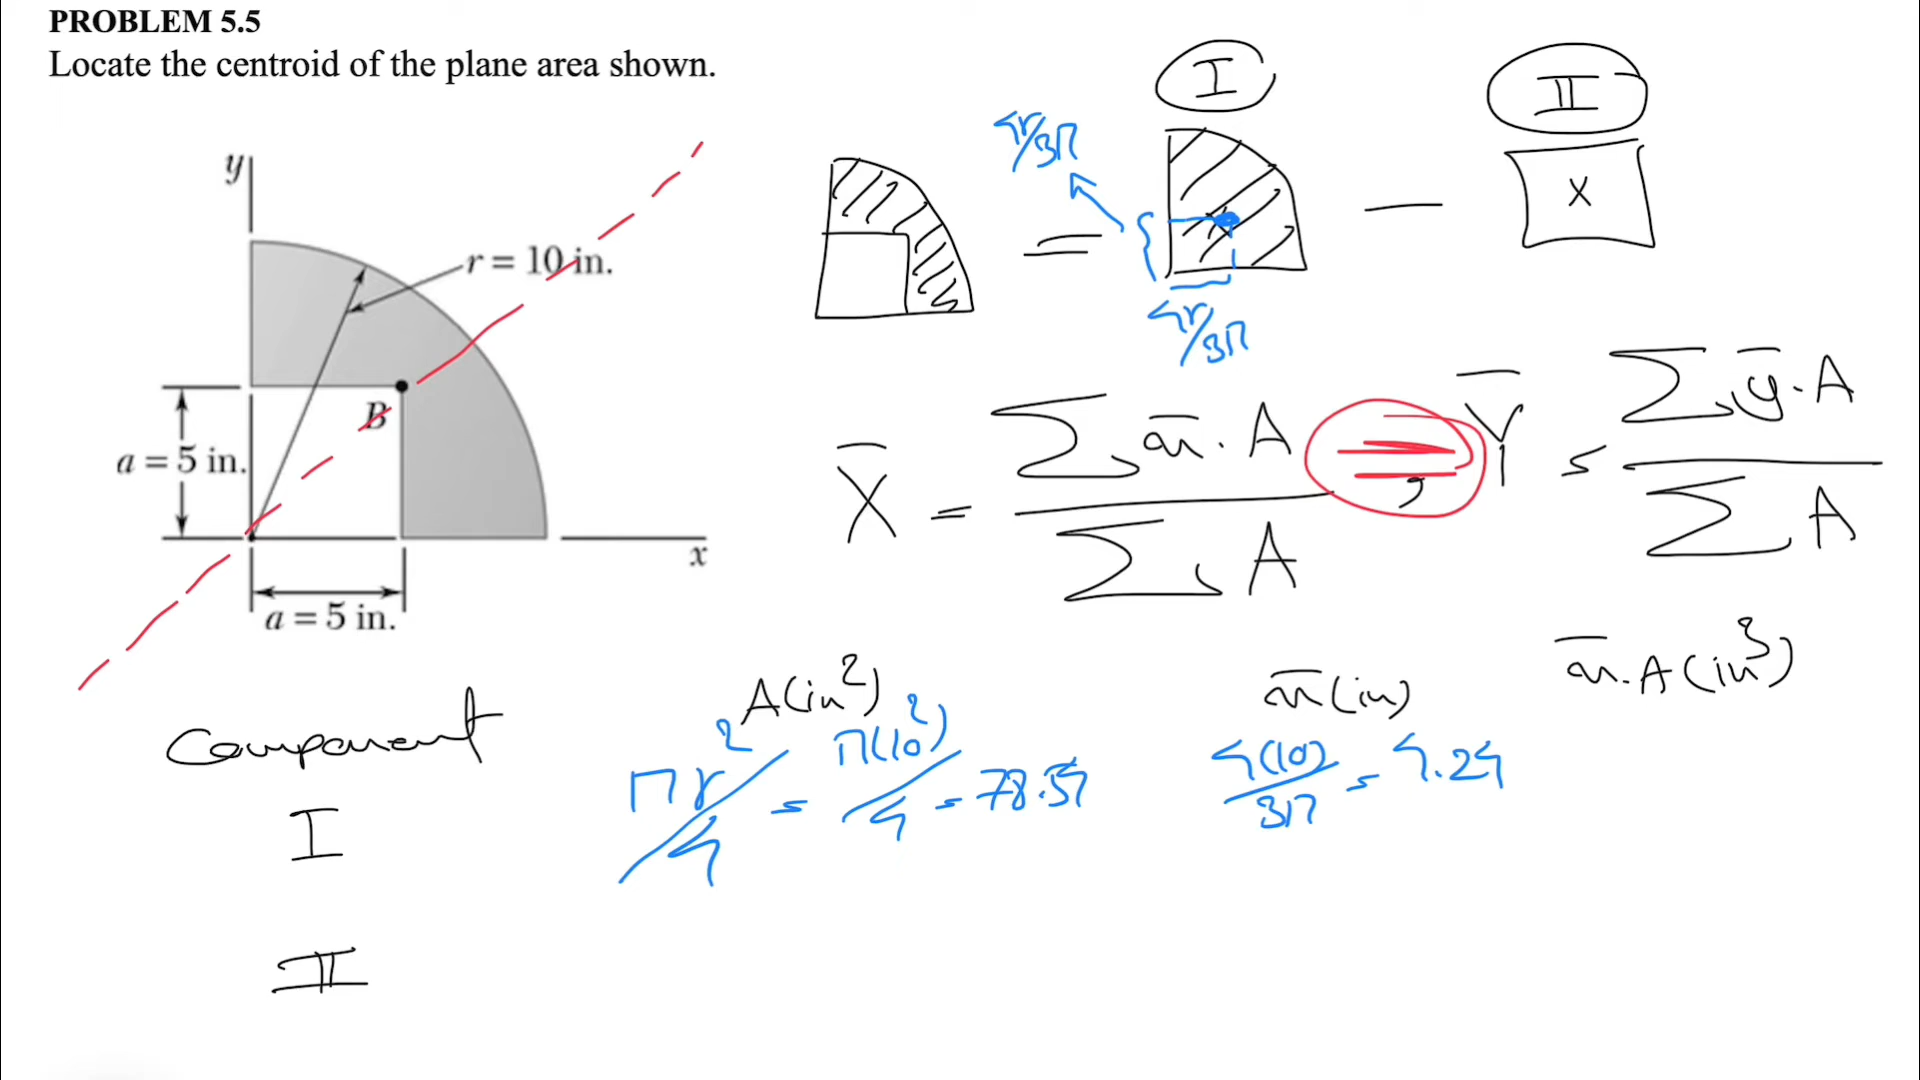 PROBLEM 5.5
Locate the centroid of the plane area shown.
I
II
4r/3π
y
r = 10 in.
=
—
X
4r/3π
B
a = 5 in.
X̄ = Σ x̄ · A / Σ A = , Ȳ = Σ ȳ · A / Σ A
x
a = 5 in.
Component
A (in²)
x̄ (in)
x̄ · A (in³)
I
πr²/4 = π(10²)/4 = 78.54
4(10)/3π = 4.24
II